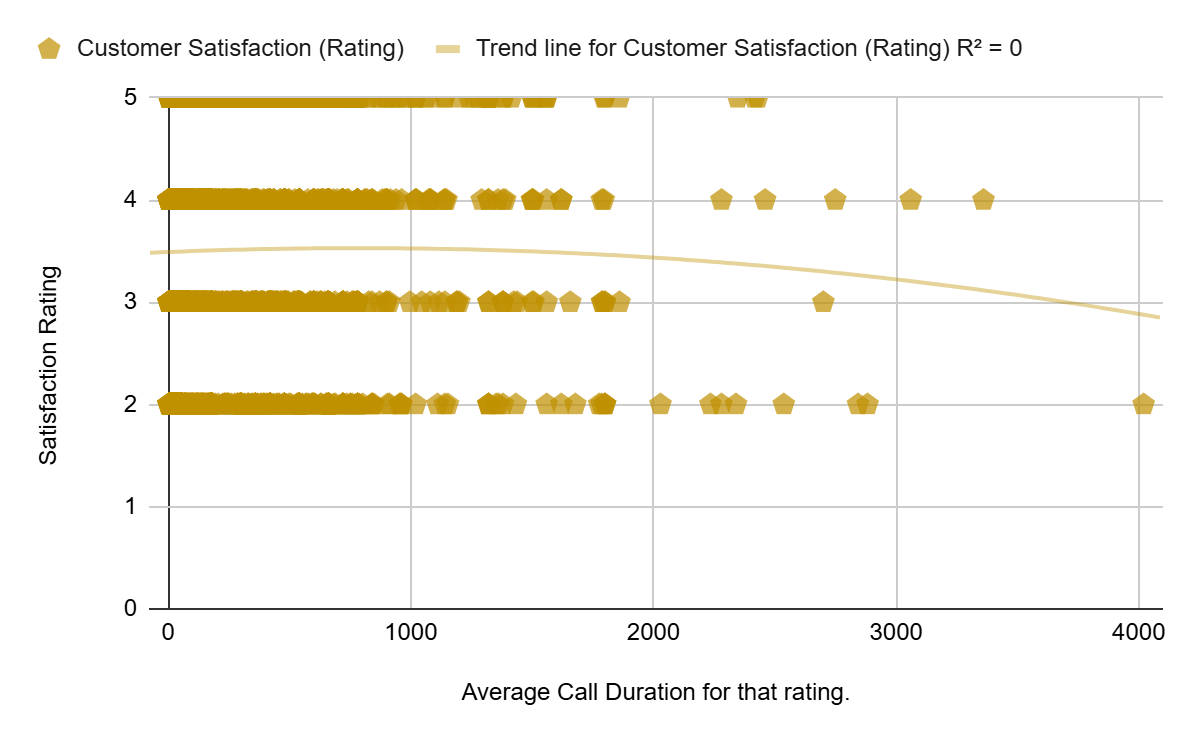 Customer Satisfaction (Rating) Trend line for Customer Satisfaction (Rating) R² = 0
5
4
3
2
1
0
Satisfaction Rating
0 1000 2000 3000 4000
Average Call Duration for that rating.